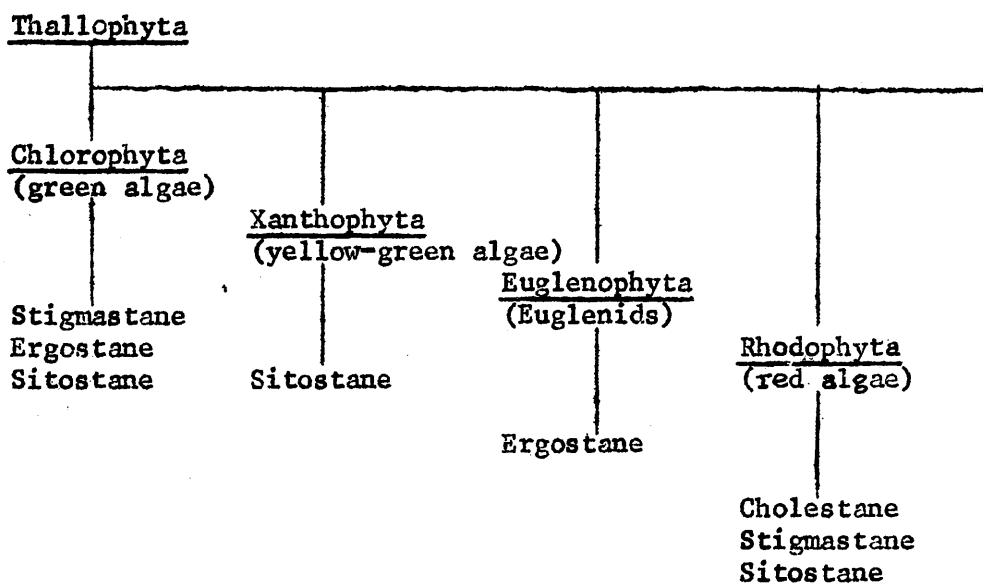 Thallophyta
Chlorophyta
(green algae)
Stigmastane
Ergostane
Sitostane
Xanthophyta
(yellow-green algae)
Sitostane
Euglenophyta
(Euglenids)
Ergostane
Rhodophyta
(red algae)
Cholestane
Stigmastane
Sitostane